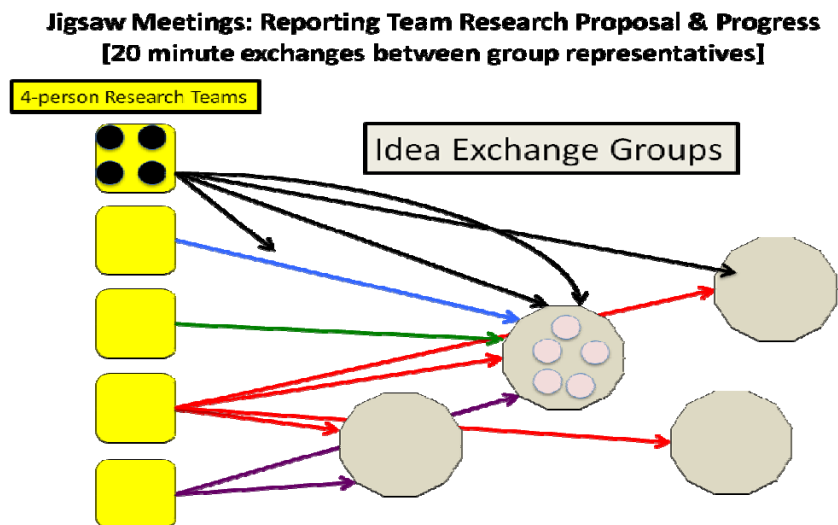 Jigsaw Meetings: Reporting Team Research Proposal & Progress
[20 minute exchanges between group representatives]
4-person Research Teams
Idea Exchange Groups